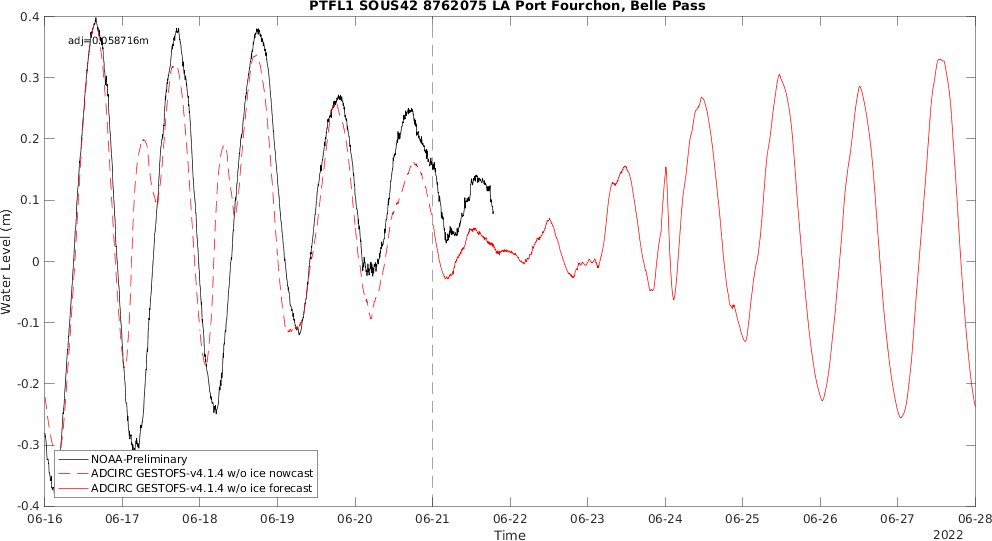 PTFL1 SOUS42 8762075 LA Port Fourchon, Belle Pass
adj=0.058716m
Water Level (m)
0.4
0.3
0.2
0.1
0
-0.1
-0.2
-0.3
-0.4
NOAA-Preliminary
ADCIRC GESTOFS-v4.1.4 w/o ice nowcast
ADCIRC GESTOFS-v4.1.4 w/o ice forecast
06-16 06-17 06-18 06-19 06-20 06-21 06-22 06-23 06-24 06-25 06-26 06-27 06-28
Time
2022